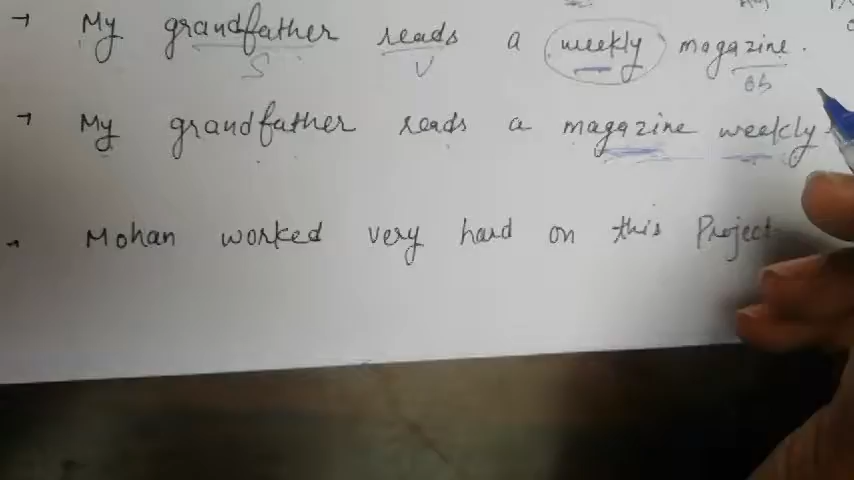 → My grandfather reads a weekly magazine.
S V Ob
→ My grandfather reads a magazine weekly.
→ Mohan worked very hard on this Project